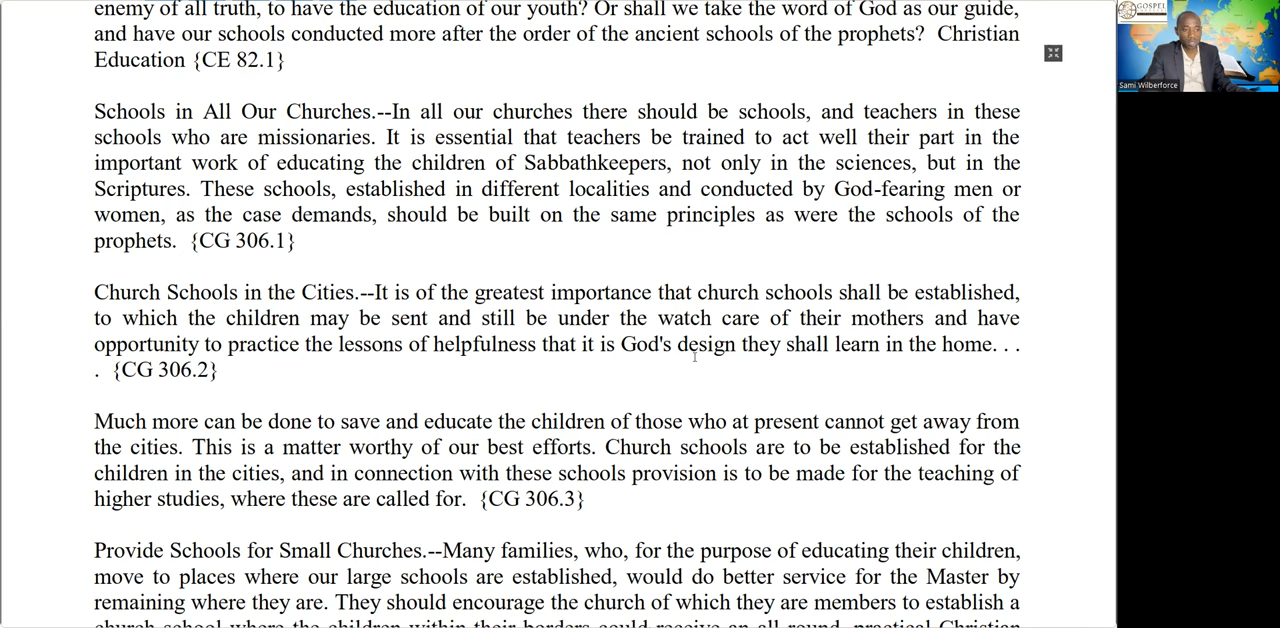 enemy of all truth, to have the education of our youth? Or shall we take the word of God as our guide,
and have our schools conducted more after the order of the ancient schools of the prophets?  Christian
Education {CE 82.1}
Schools in All Our Churches.--In all our churches there should be schools, and teachers in these
schools who are missionaries. It is essential that teachers be trained to act well their part in the
important work of educating the children of Sabbathkeepers, not only in the sciences, but in the
Scriptures. These schools, established in different localities and conducted by God-fearing men or
women, as the case demands, should be built on the same principles as were the schools of the
prophets.  {CG 306.1}
Church Schools in the Cities.--It is of the greatest importance that church schools shall be established,
to which the children may be sent and still be under the watch care of their mothers and have
opportunity to practice the lessons of helpfulness that it is God's design they shall learn in the home. . .
.  {CG 306.2}
Much more can be done to save and educate the children of those who at present cannot get away from
the cities. This is a matter worthy of our best efforts. Church schools are to be established for the
children in the cities, and in connection with these schools provision is to be made for the teaching of
higher studies, where these are called for.  {CG 306.3}
Provide Schools for Small Churches.--Many families, who, for the purpose of educating their children,
move to places where our large schools are established, would do better service for the Master by
remaining where they are. They should encourage the church of which they are members to establish a
church school where the children within their borders could receive an all-round, practical Christian
GOSPEL
Sami Wilberforce